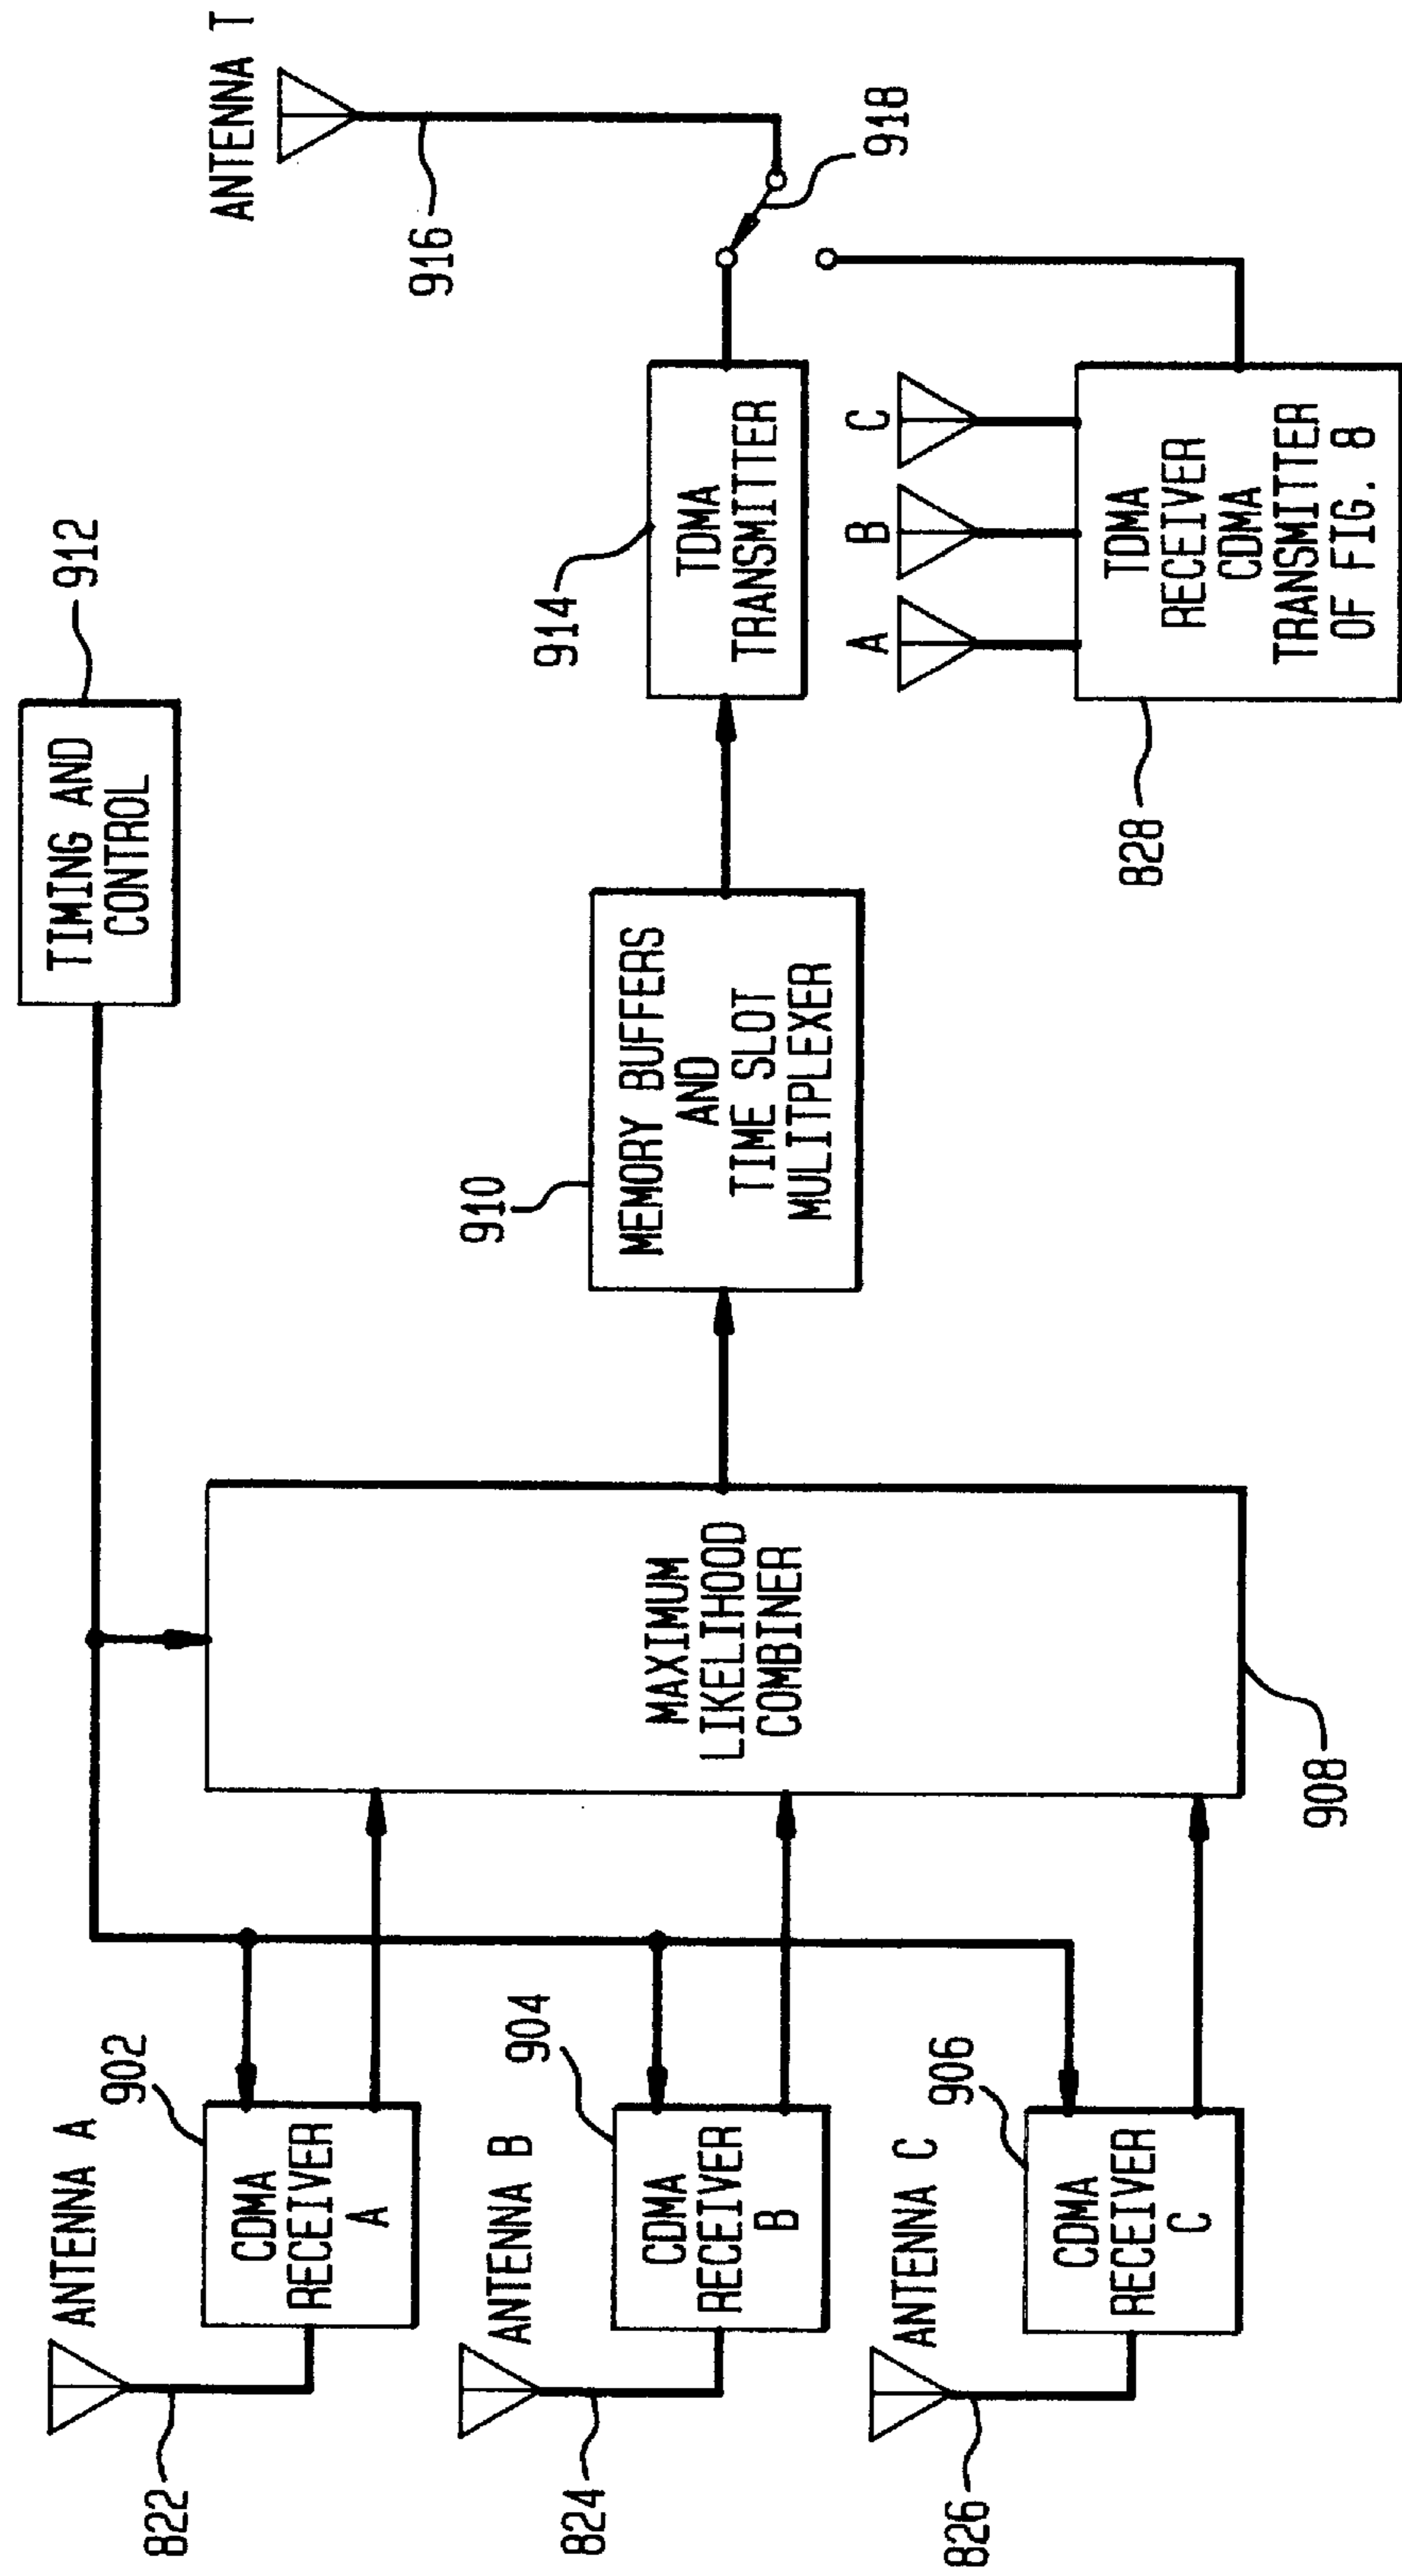 ANTENNA A
822
902
CDMA
RECEIVER
A
ANTENNA B
824
904
CDMA
RECEIVER
B
ANTENNA C
826
906
CDMA
RECEIVER
C
MAXIMUM
LIKELIHOOD
COMBINER
908
TIMING AND
CONTROL
912
910
MEMORY BUFFERS
AND
TIME SLOT
MULITPLEXER
914
TDMA
TRANSMITTER
ANTENNA T
916
918
A
B
C
TDMA
RECEIVER
CDMA
TRANSMITTER
OF FIG. 8
828